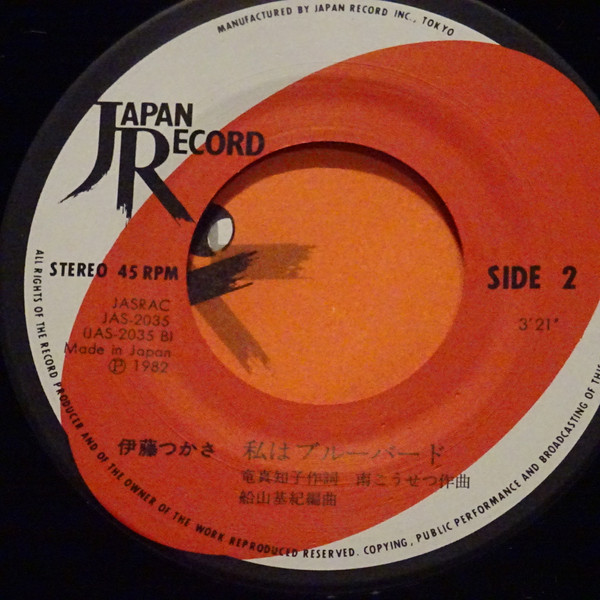 MANUFACTURED BY JAPAN RECORD INC., TOKYO
JAPAN
RECORD
STEREO 45 RPM
SIDE 2
JASRAC
JAS-2035
(JAS-2035 B)
Made in Japan
Ⓟ 1982
3'21"
伊藤つかさ 私はブルーバード
竜真知子作詞 南こうせつ作曲
船山基紀編曲
ALL RIGHTS OF THE RECORD PRODUCER AND OF THE OWNER OF THE WORK REPRODUCED RESERVED. COPYING, PUBLIC PERFORMANCE AND BROADCASTING OF THIS